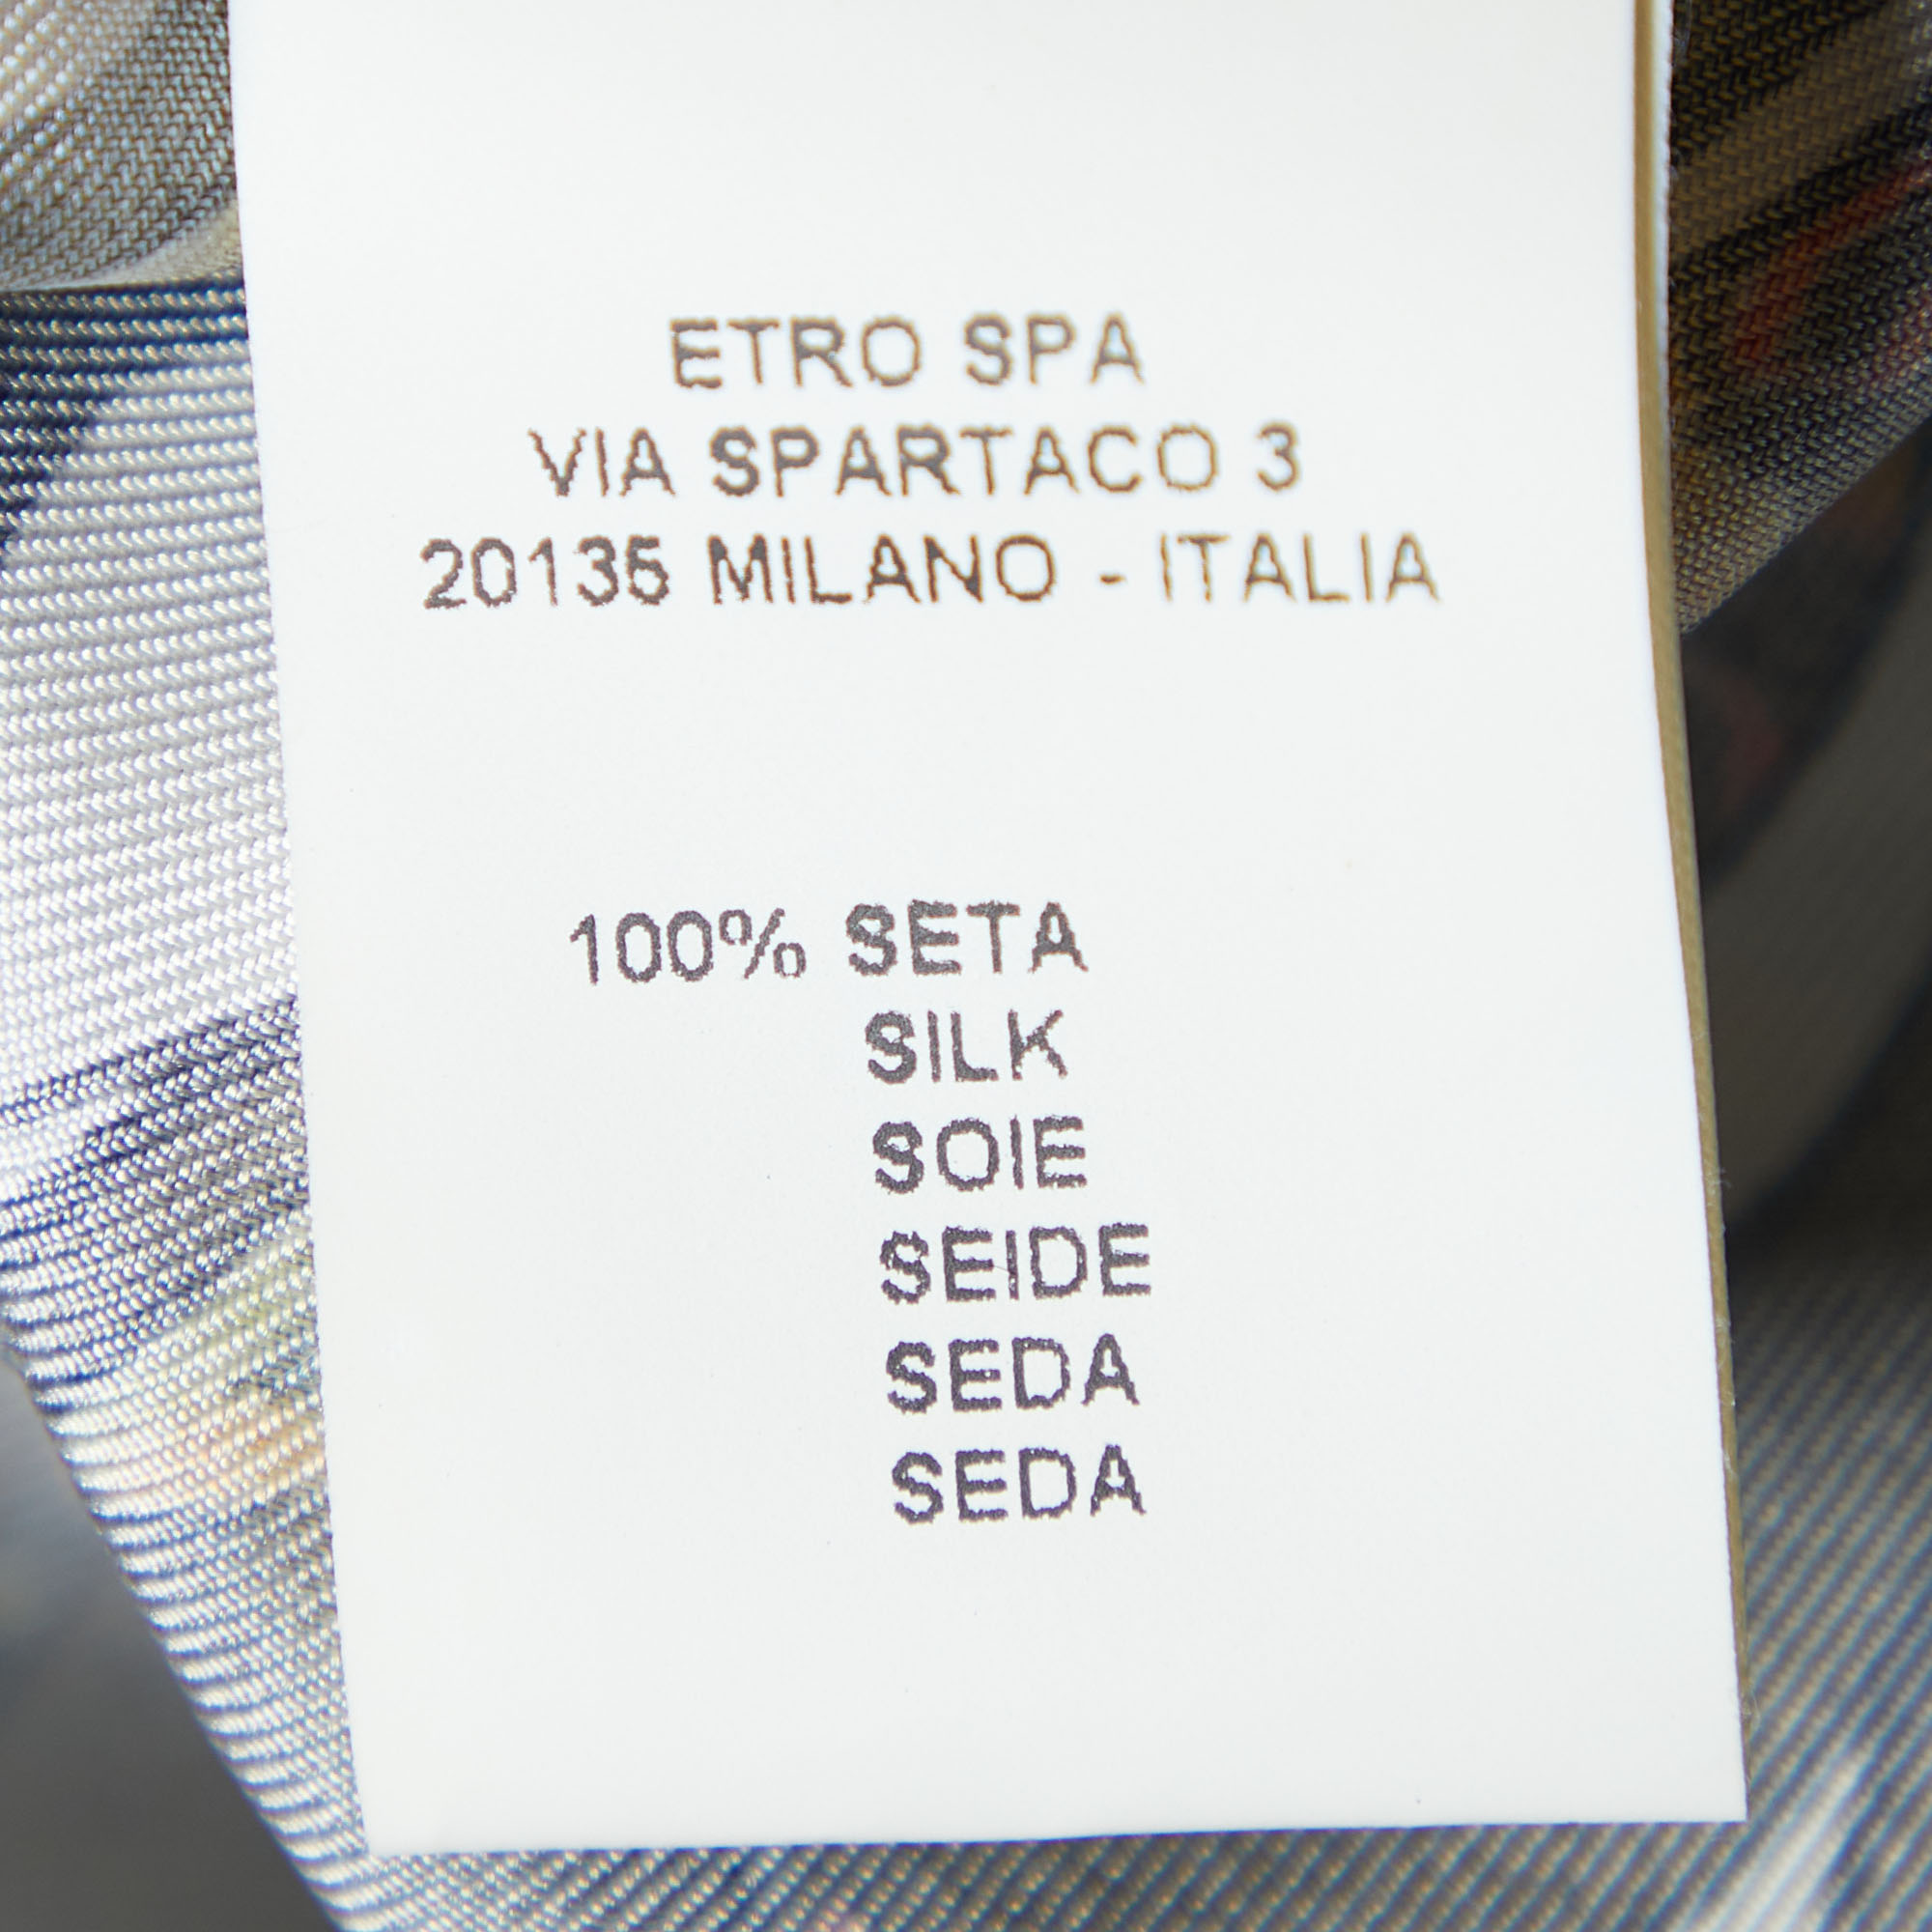 ETRO SPA
VIA SPARTACO 3
20135 MILANO - ITALIA
100% SETA
SILK
SOIE
SEIDE
SEDA
SEDA